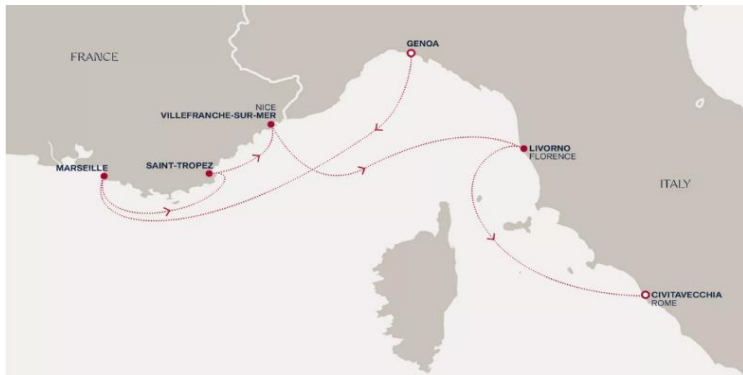 GENOA
FRANCE
NICE
VILLEFRANCHE-SUR-MER
MARSEILLE
SAINT-TROPEZ
LIVORNO
FLORENCE
ITALY
CIVITAVECCHIA
ROME